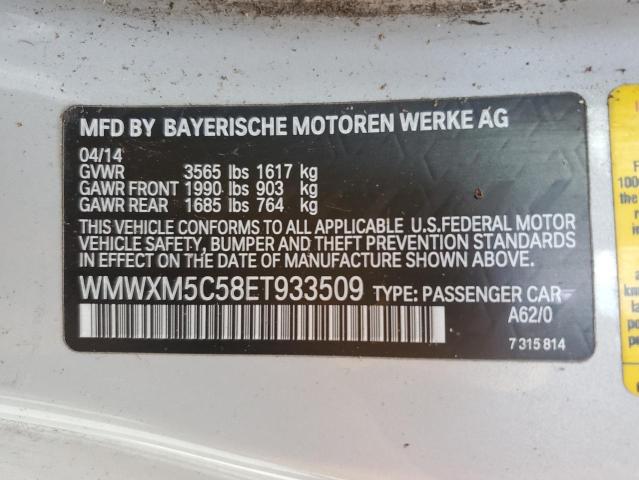 MFD BY BAYERISCHE MOTOREN WERKE AG
04/14
GVWR 3565 lbs 1617 kg
GAWR FRONT 1990 lbs 903 kg
GAWR REAR 1685 lbs 764 kg
THIS VEHICLE CONFORMS TO ALL APPLICABLE U.S.FEDERAL MOTOR
VEHICLE SAFETY, BUMPER AND THEFT PREVENTION STANDARDS
IN EFFECT ON THE DATE OF MANUFACTURE SHOWN ABOVE.
WMWXM5C58ET933509 TYPE: PASSENGER CAR
A62/0
7 315 814
100
the